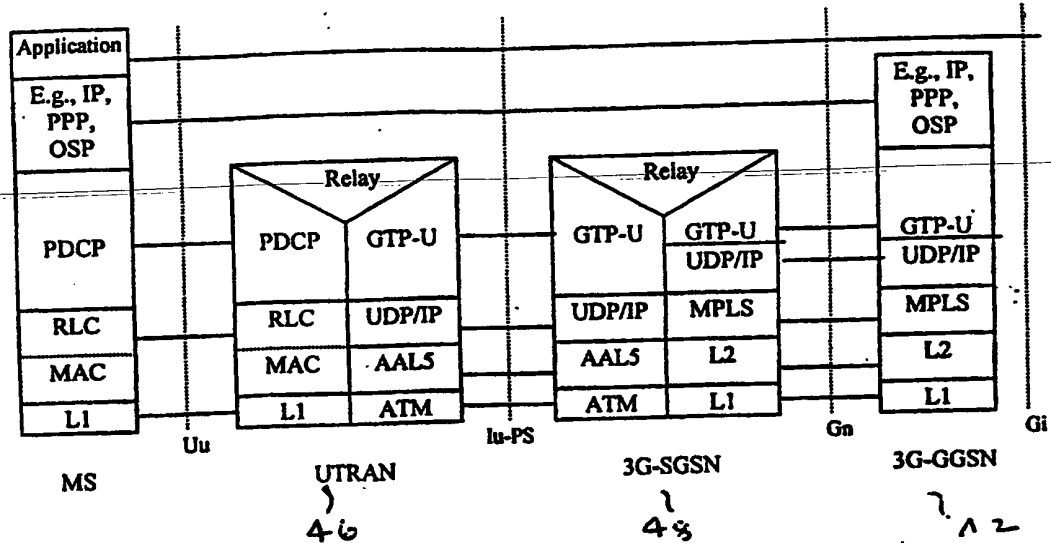 Application
E.g., IP,
PPP,
OSP
PDCP
RLC
MAC
L1
MS
Uu
Relay
PDCP GTP-U
RLC UDP/IP
MAC AAL5
L1 ATM
UTRAN
46
Iu-PS
Relay
GTP-U GTP-U
UDP/IP
UDP/IP MPLS
AAL5 L2
ATM L1
3G-SGSN
48
Gn
E.g., IP,
PPP,
OSP
GTP-U
UDP/IP
MPLS
L2
L1
3G-GGSN
12
Gi